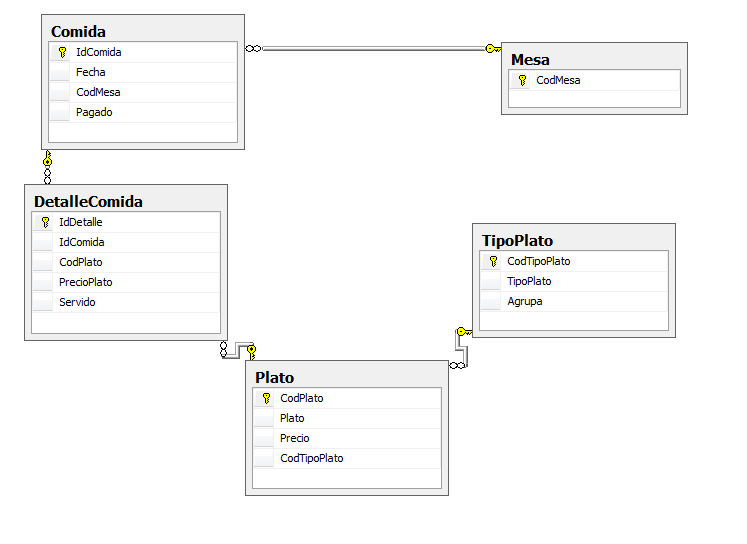 Comida
IdComida
Fecha
CodMesa
Pagado
Mesa
CodMesa
DetalleComida
IdDetalle
IdComida
CodPlato
PrecioPlato
Servido
TipoPlato
CodTipoPlato
TipoPlato
Agrupa
Plato
CodPlato
Plato
Precio
CodTipoPlato